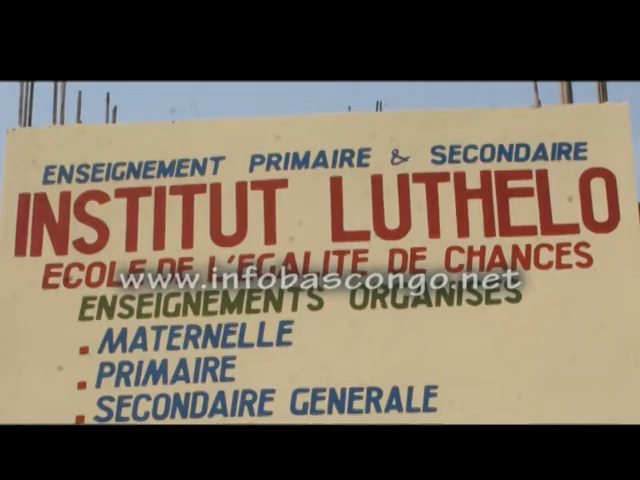 ENSEIGNEMENT PRIMAIRE & SECONDAIRE
INSTITUT LUTHELO
ECOLE DE L'EGALITE DE CHANCES
www.infobascongo.net
ENSEIGNEMENTS ORGANISES
. MATERNELLE
. PRIMAIRE
. SECONDAIRE GENERALE